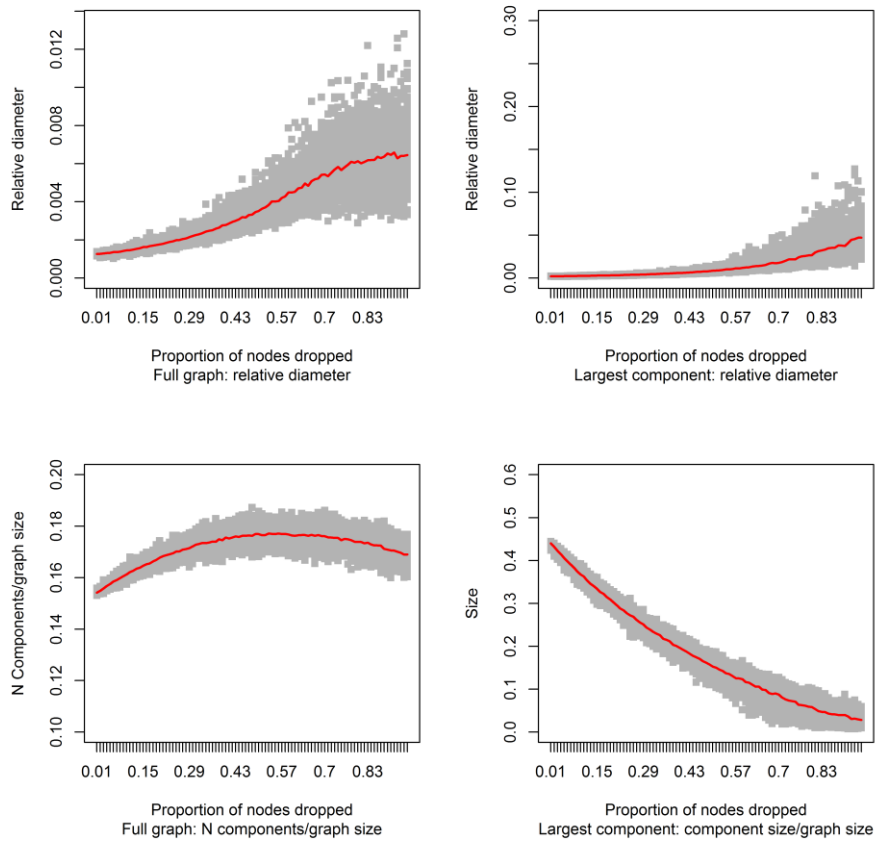 Relative diameter
0.012
0.008
0.004
0.000
0.01 0.15 0.29 0.43 0.57 0.7 0.83
Proportion of nodes dropped
Full graph: relative diameter
Relative diameter
0.30
0.20
0.10
0.00
0.01 0.15 0.29 0.43 0.57 0.7 0.83
Proportion of nodes dropped
Largest component: relative diameter
N Components/graph size
0.20
0.18
0.16
0.14
0.12
0.10
0.01 0.15 0.29 0.43 0.57 0.7 0.83
Proportion of nodes dropped
Full graph: N components/graph size
Size
0.6
0.5
0.4
0.3
0.2
0.1
0.0
0.01 0.15 0.29 0.43 0.57 0.7 0.83
Proportion of nodes dropped
Largest component: component size/graph size